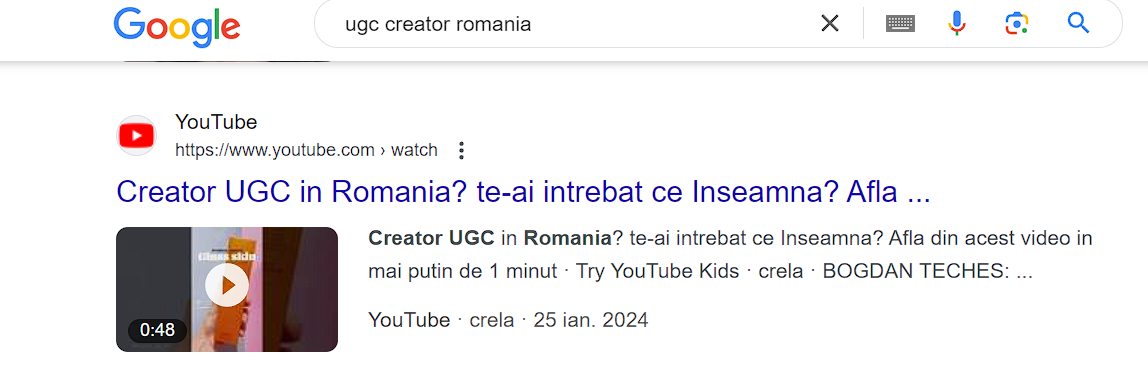 Google
ugc creator romania
YouTube
https://www.youtube.com › watch
Creator UGC in Romania? te-ai intrebat ce Inseamna? Afla ...
Creator UGC in Romania? te-ai intrebat ce Inseamna? Afla din acest video in
mai putin de 1 minut · Try YouTube Kids · crela · BOGDAN TECHES: ...
0:48
YouTube · crela · 25 ian. 2024